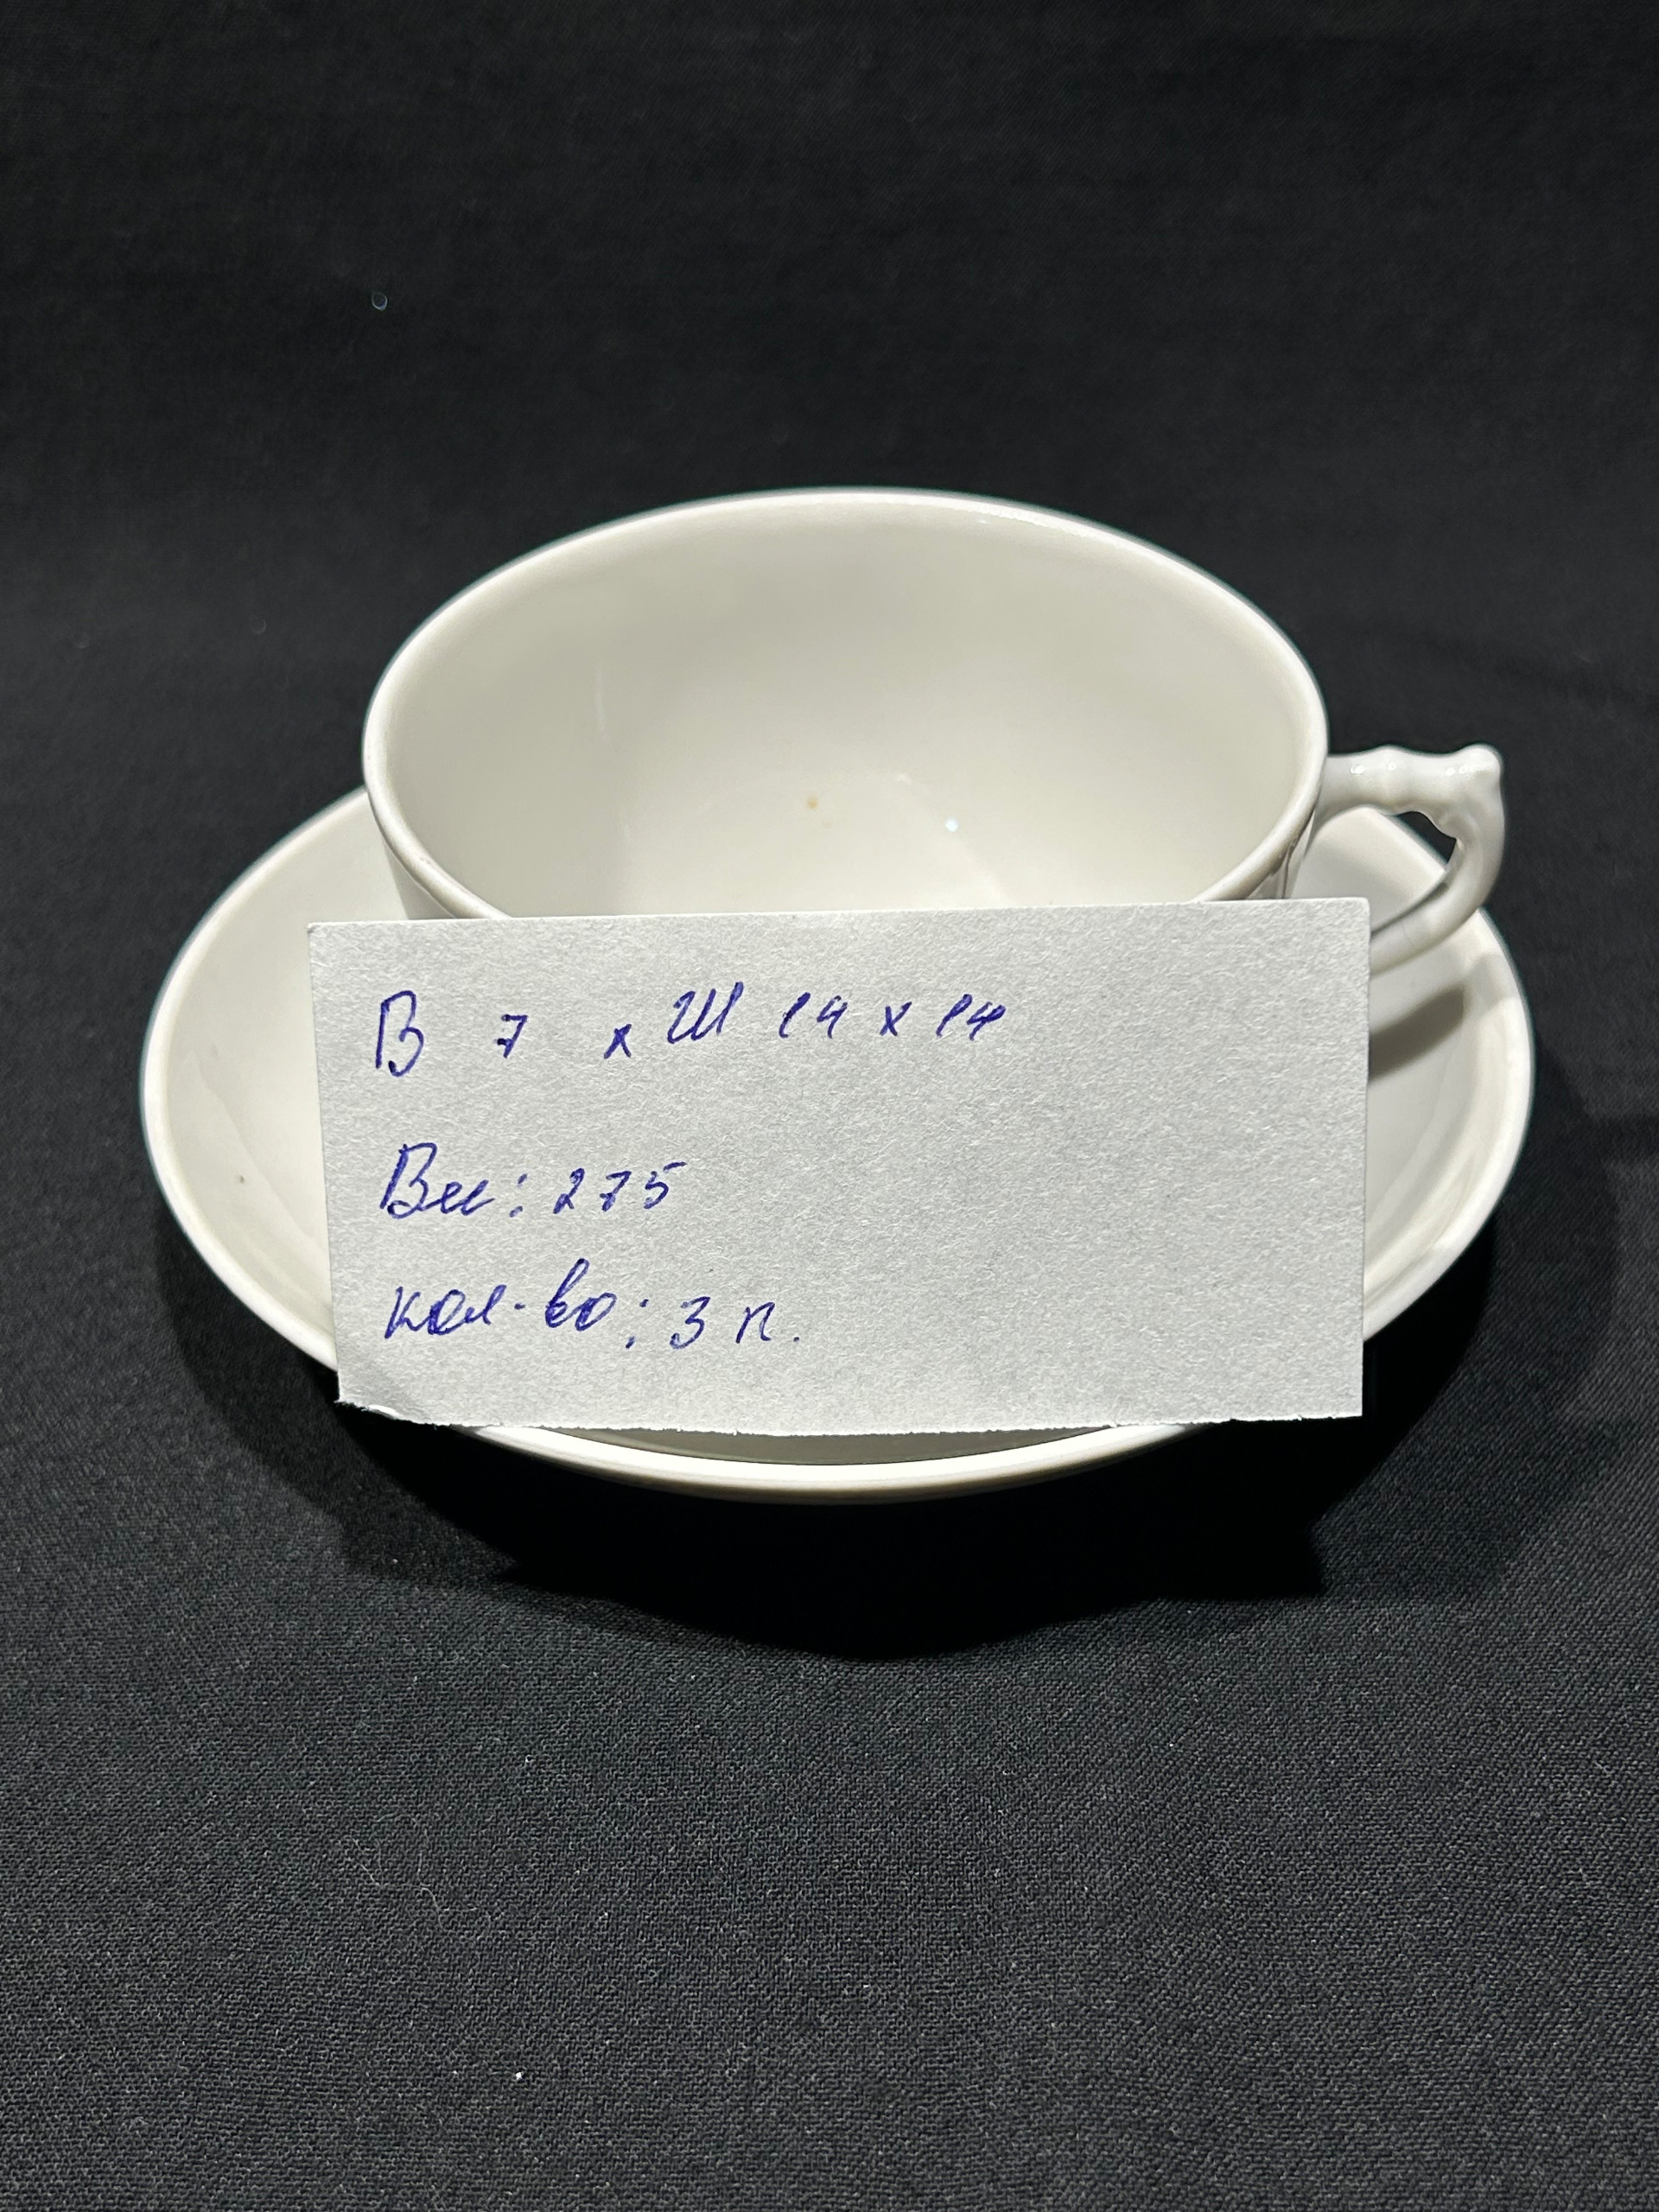 В 7 х Ш 14 х 14
Вес: 275
кол-во: 3 п.